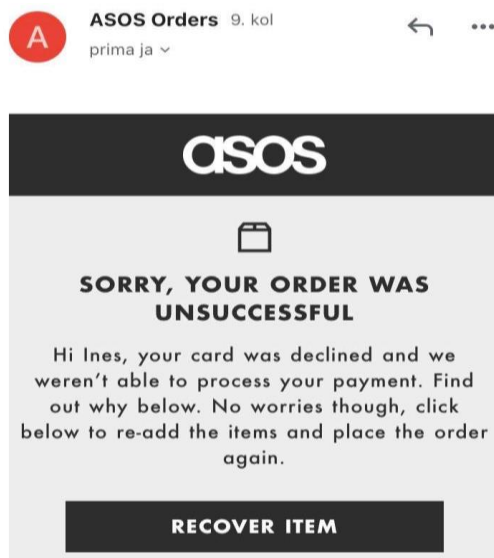 A
ASOS Orders 9. kol
prima ja
asos
SORRY, YOUR ORDER WAS
UNSUCCESSFUL
Hi Ines, your card was declined and we
weren't able to process your payment. Find
out why below. No worries though, click
below to re-add the items and place the order
again.
RECOVER ITEM